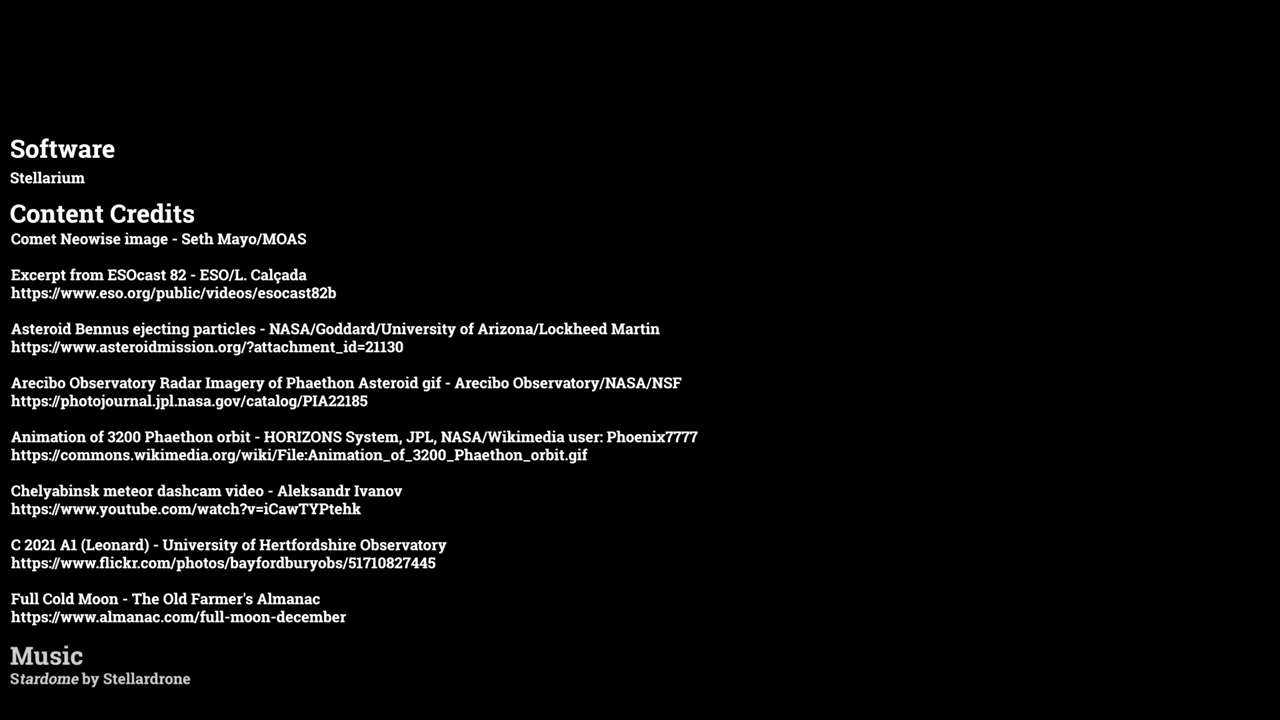 Software
Stellarium
Content Credits
Comet Neowise image - Seth Mayo/MOAS
Excerpt from ESOcast 82 - ESO/L. Calçada
https://www.eso.org/public/videos/esocast82b
Asteroid Bennus ejecting particles - NASA/Goddard/University of Arizona/Lockheed Martin
https://www.asteroidmission.org/?attachment_id=21130
Arecibo Observatory Radar Imagery of Phaethon Asteroid gif - Arecibo Observatory/NASA/NSF
https://photojournal.jpl.nasa.gov/catalog/PIA22185
Animation of 3200 Phaethon orbit - HORIZONS System, JPL, NASA/Wikimedia user: Phoenix7777
https://commons.wikimedia.org/wiki/File:Animation_of_3200_Phaethon_orbit.gif
Chelyabinsk meteor dashcam video - Aleksandr Ivanov
https://www.youtube.com/watch?v=iCawTYPtehk
C 2021 A1 (Leonard) - University of Hertfordshire Observatory
https://www.flickr.com/photos/bayfordburyobs/51710827445
Full Cold Moon - The Old Farmer's Almanac
https://www.almanac.com/full-moon-december
Music
Stardome by Stellardrone